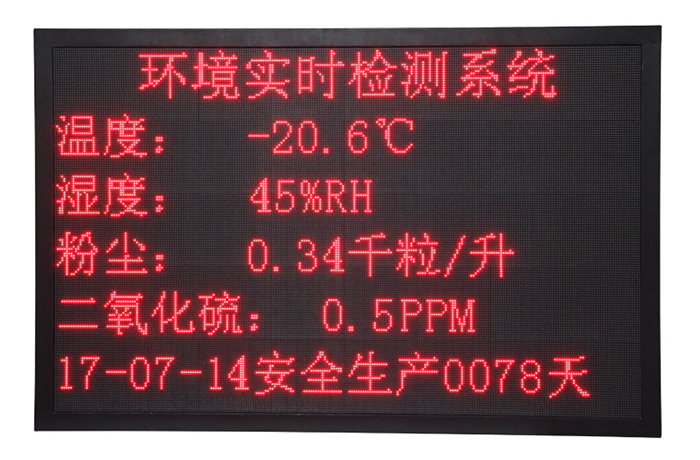 环境实时检测系统
温度： -20.6℃
湿度： 45%RH
粉尘： 0.34千粒/升
二氧化硫： 0.5PPM
17-07-14安全生产0078天